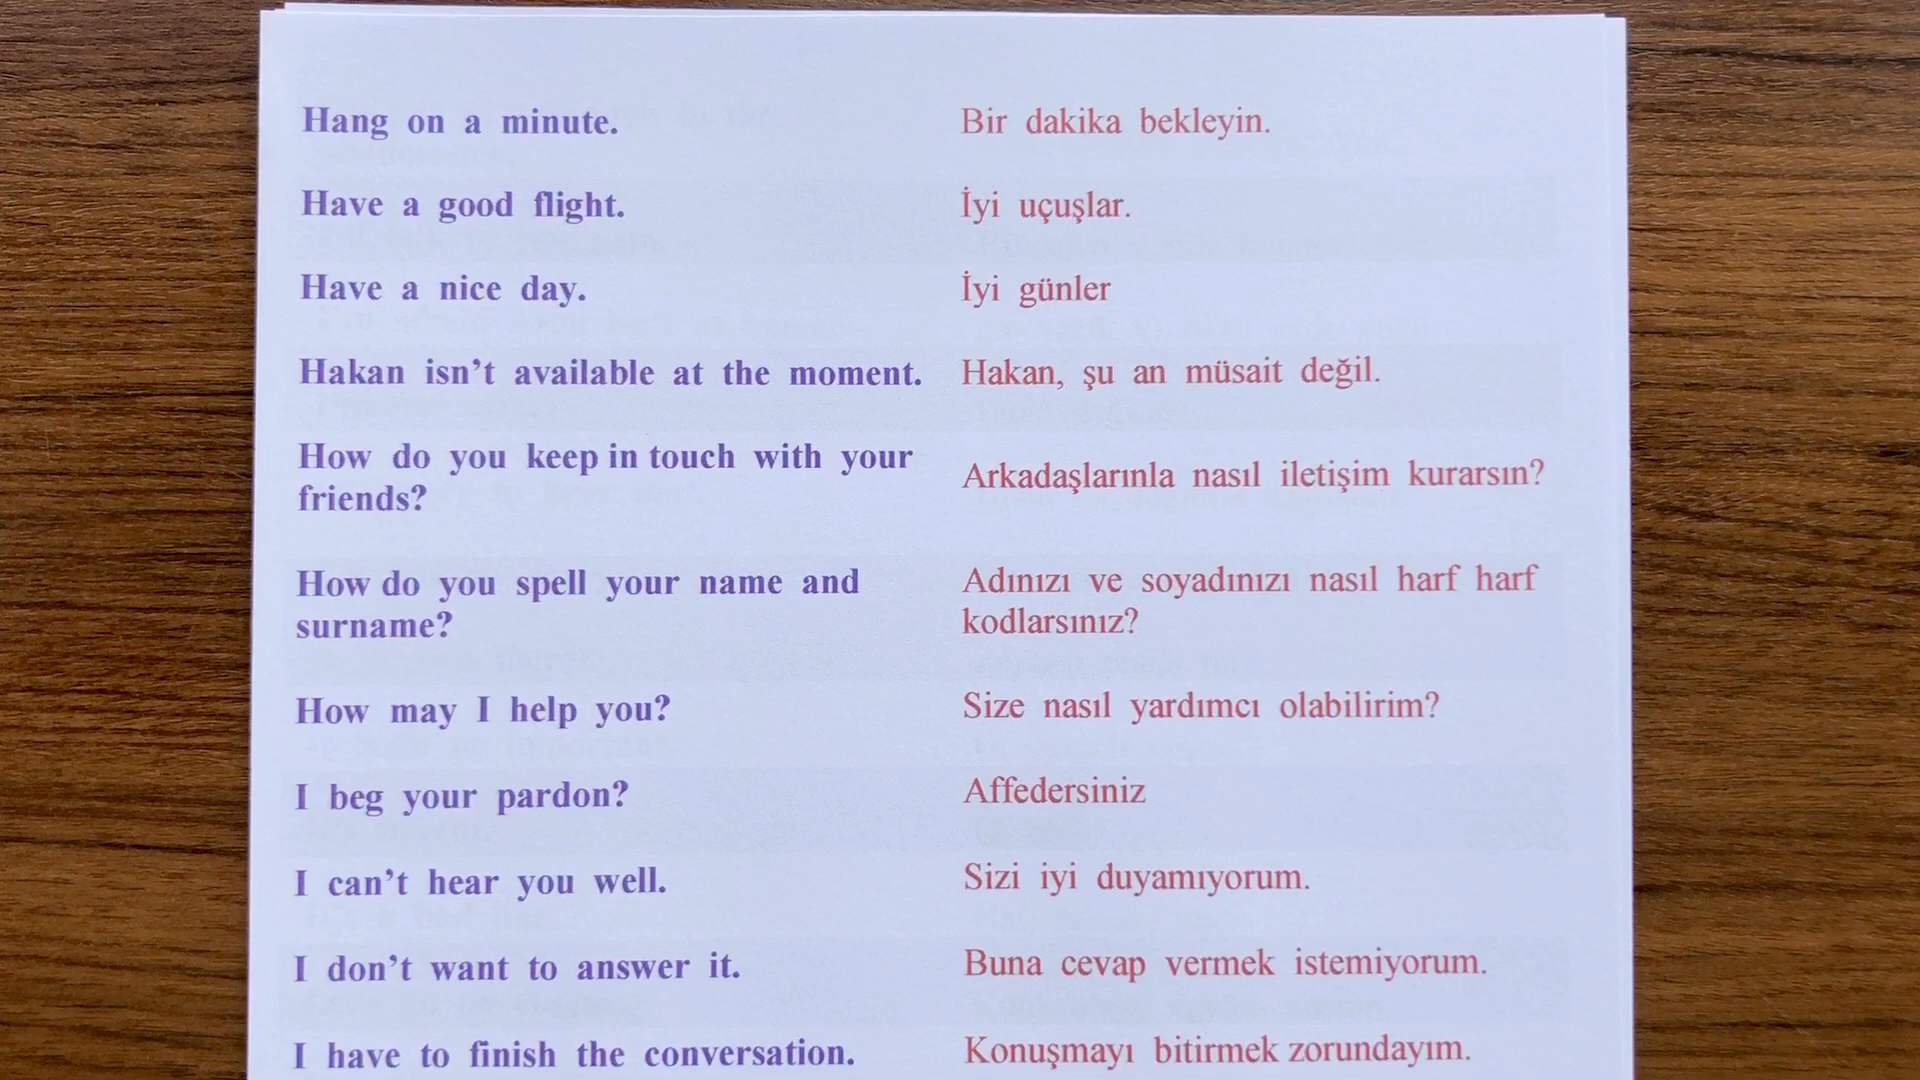 Hang on a minute. Bir dakika bekleyin.
Have a good flight. İyi uçuşlar.
Have a nice day. İyi günler
Hakan isn't available at the moment. Hakan, şu an müsait değil.
How do you keep in touch with your
friends?
Arkadaşlarınla nasıl iletişim kurarsın?
How do you spell your name and
surname?
Adınızı ve soyadınızı nasıl harf harf
kodlarsınız?
How may I help you? Size nasıl yardımcı olabilirim?
I beg your pardon? Affedersiniz
I can't hear you well. Sizi iyi duyamıyorum.
I don't want to answer it. Buna cevap vermek istemiyorum.
I have to finish the conversation. Konuşmayı bitirmek zorundayım.